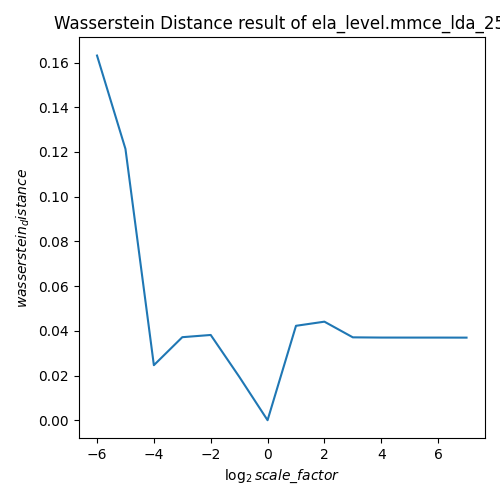 Wasserstein Distance result of ela_level.mmce_lda_25
0.16
0.14
0.12
0.10
0.08
0.06
0.04
0.02
0.00
wasserstein_distance
−6 −4 −2 0 2 4 6
log₂ scale_factor